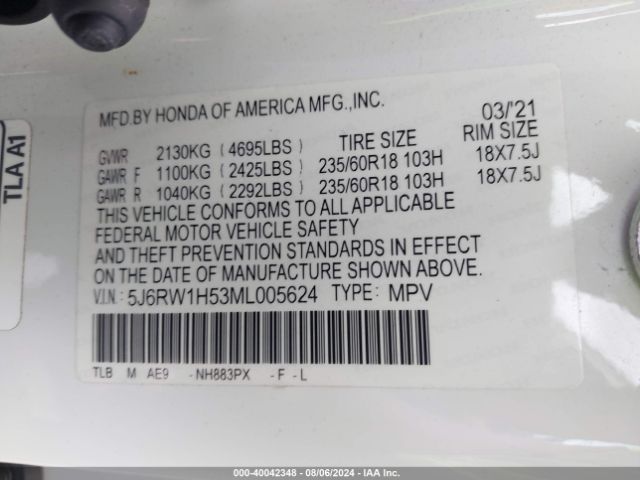 MFD.BY HONDA OF AMERICA MFG.,INC. 03/'21
TIRE SIZE RIM SIZE
GVWR 2130KG (4695LBS)
GAWR F 1100KG (2425LBS) 235/60R18 103H 18X7.5J
GAWR R 1040KG (2292LBS) 235/60R18 103H 18X7.5J
THIS VEHICLE CONFORMS TO ALL APPLICABLE
FEDERAL MOTOR VEHICLE SAFETY
AND THEFT PREVENTION STANDARDS IN EFFECT
ON THE DATE OF MANUFACTURE SHOWN ABOVE.
V.I.N: 5J6RW1H53ML005624 TYPE: MPV
TLB M AE9 -NH883PX -F -L
TLA A1
000-40042348 - 08/06/2024 - IAA Inc.